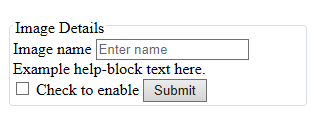 Image Details
Image name Enter name
Example help-block text here.
Check to enable Submit